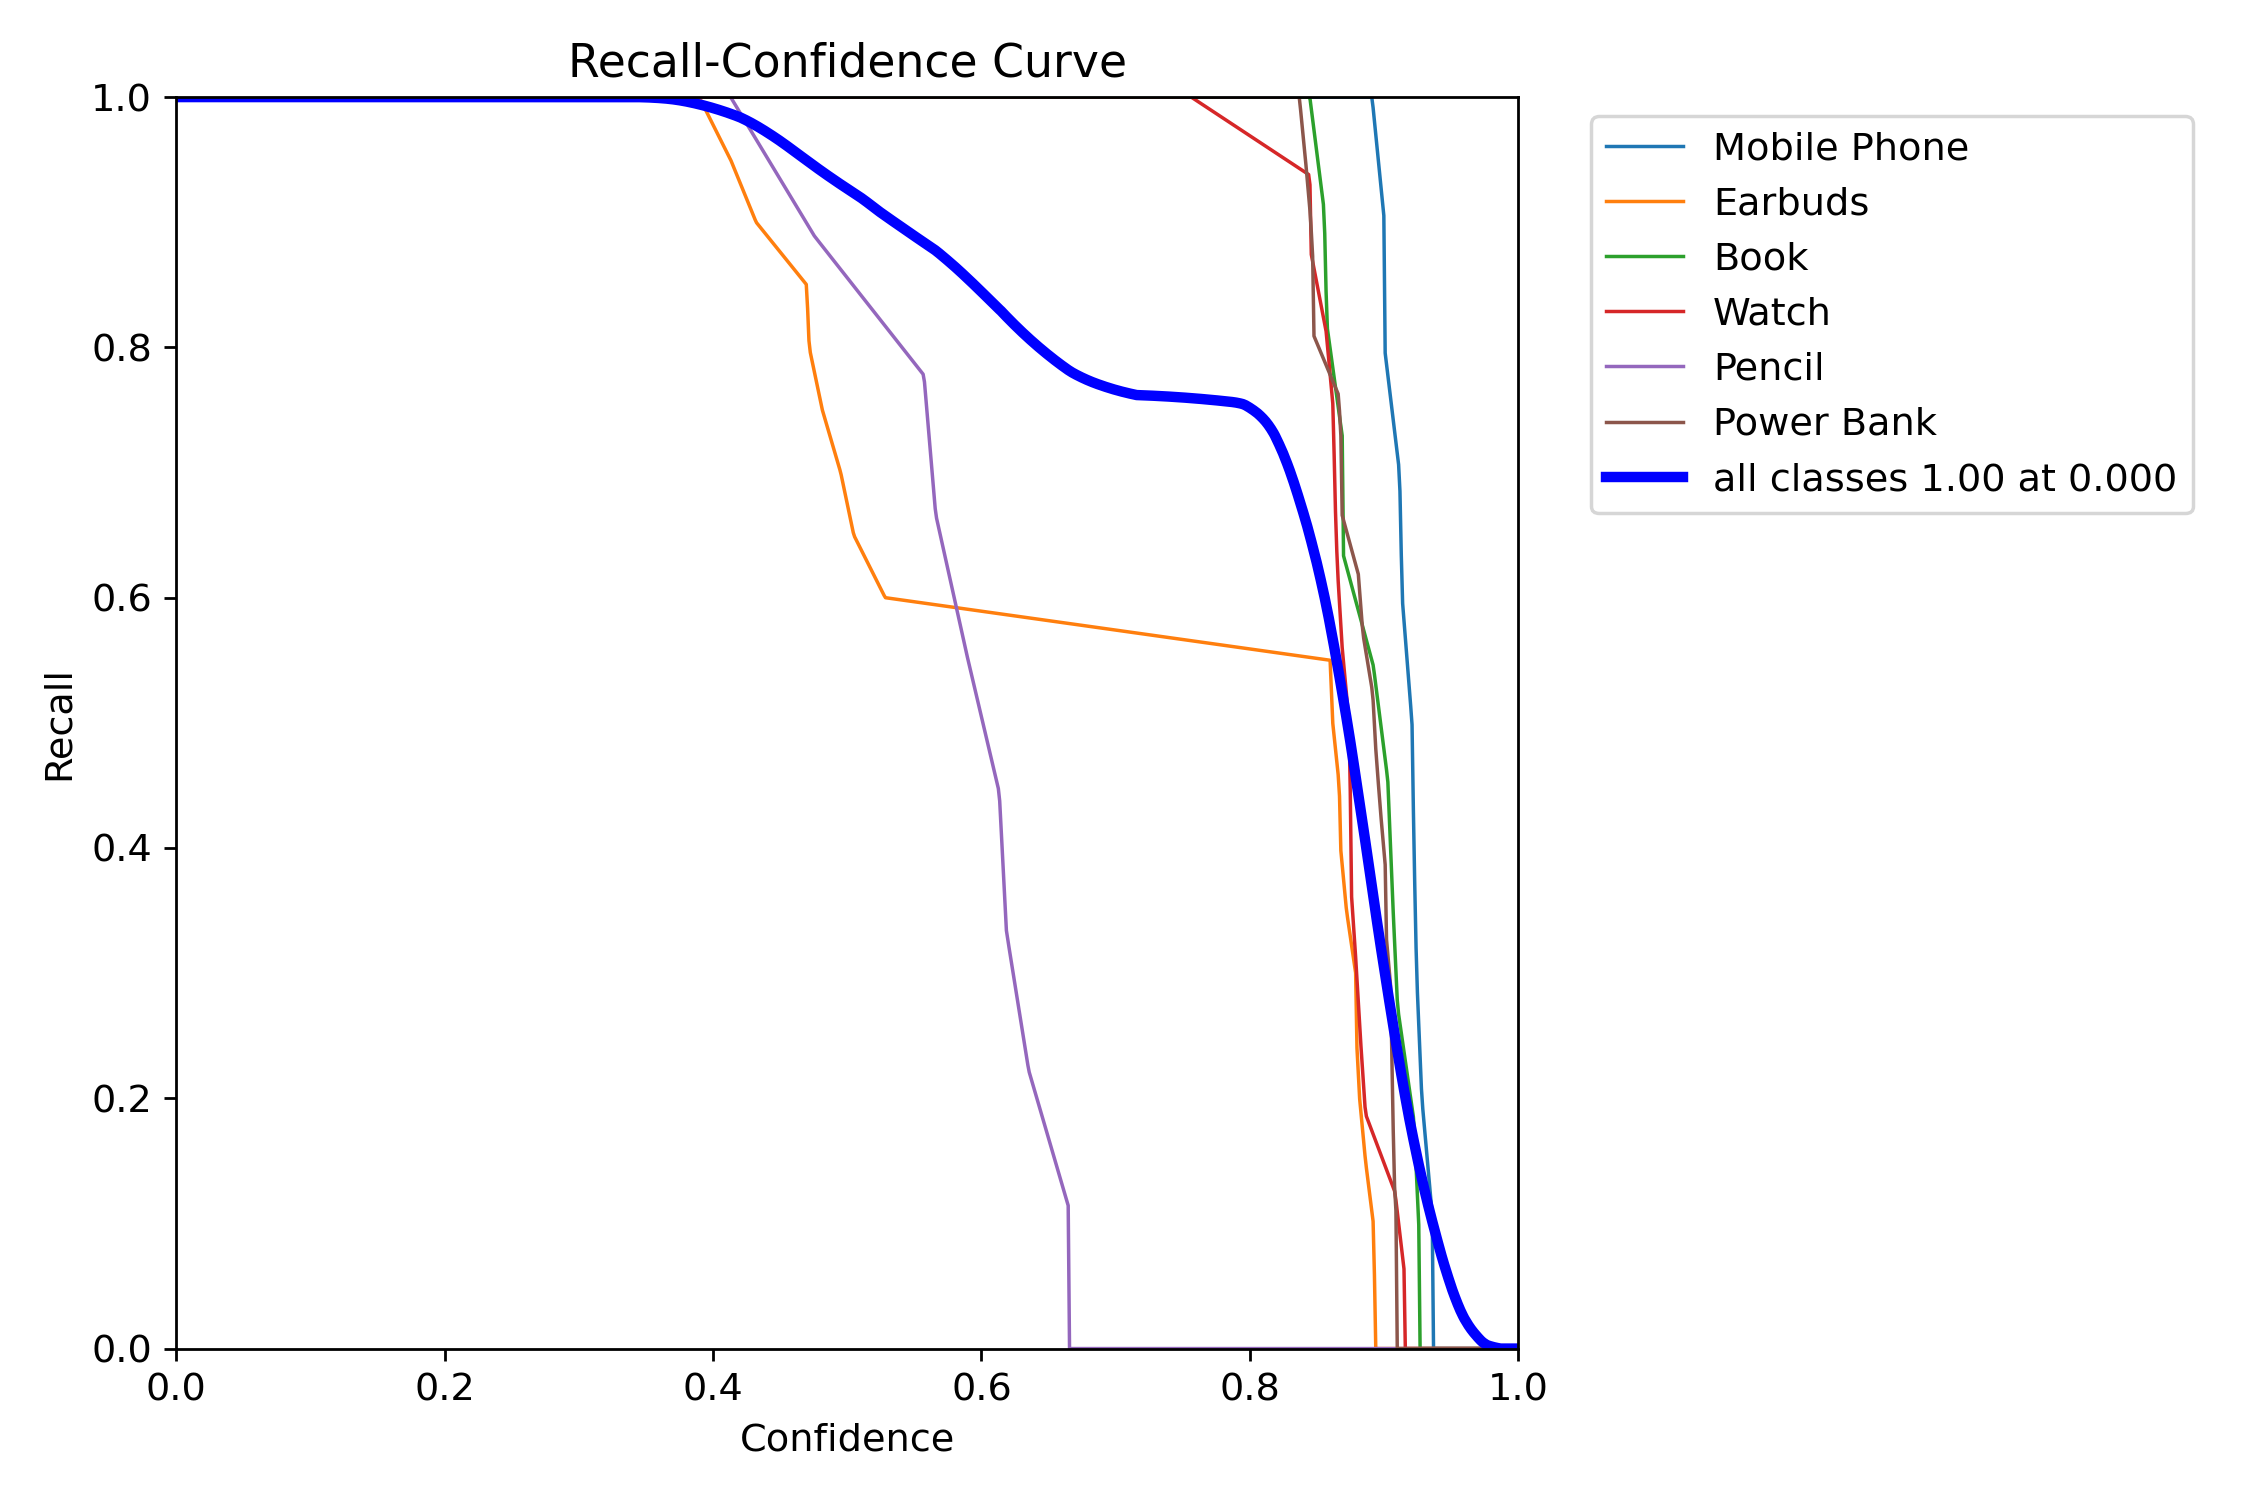 Recall-Confidence Curve
1.0
0.8
0.6
0.4
0.2
0.0
Recall
0.0 0.2 0.4 0.6 0.8 1.0
Confidence
Mobile Phone
Earbuds
Book
Watch
Pencil
Power Bank
all classes 1.00 at 0.000